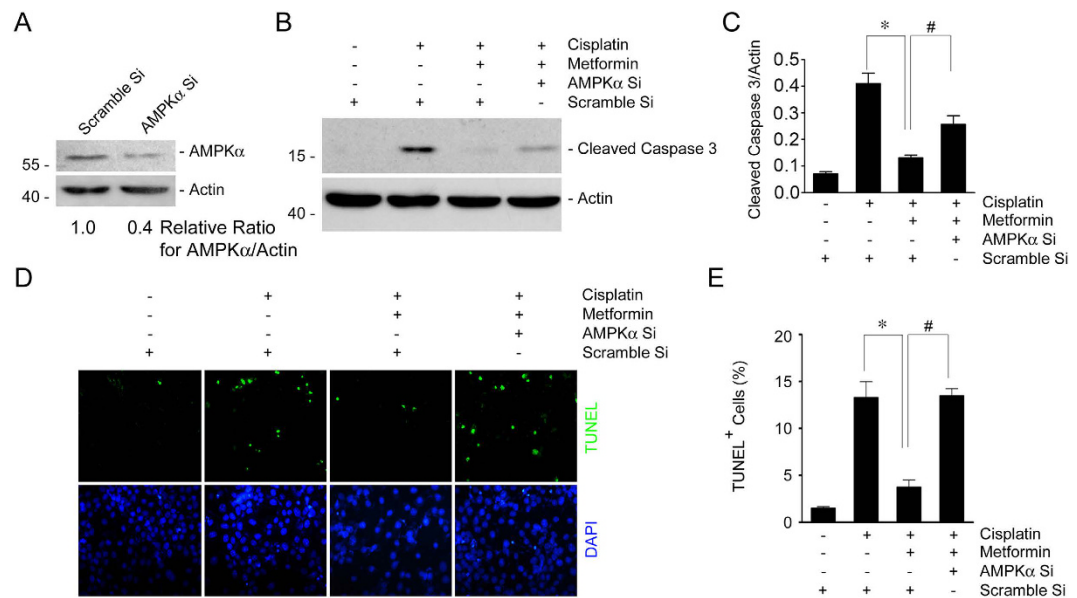 A
Scramble Si
AMPKα Si
55 -
- AMPKα
40 -
- Actin
1.0 0.4 Relative Ratio
for AMPKα/Actin
B
- + + + Cisplatin
- - + + Metformin
- - - + AMPKα Si
+ + + - Scramble Si
15 -
- Cleaved Caspase 3
- Actin
40 -
C
Cleaved Caspase 3/Actin
0.5
0.4
0.3
0.2
0.1
0.0
* #
- + + + Cisplatin
- - + + Metformin
- - - + AMPKα Si
+ + + - Scramble Si
D
- + + + Cisplatin
- - + + Metformin
- - - + AMPKα Si
+ + + - Scramble Si
TUNEL
DAPI
E
TUNEL+ Cells (%)
20
15
10
5
0
* #
- + + + Cisplatin
- - + + Metformin
- - - + AMPKα Si
+ + + - Scramble Si